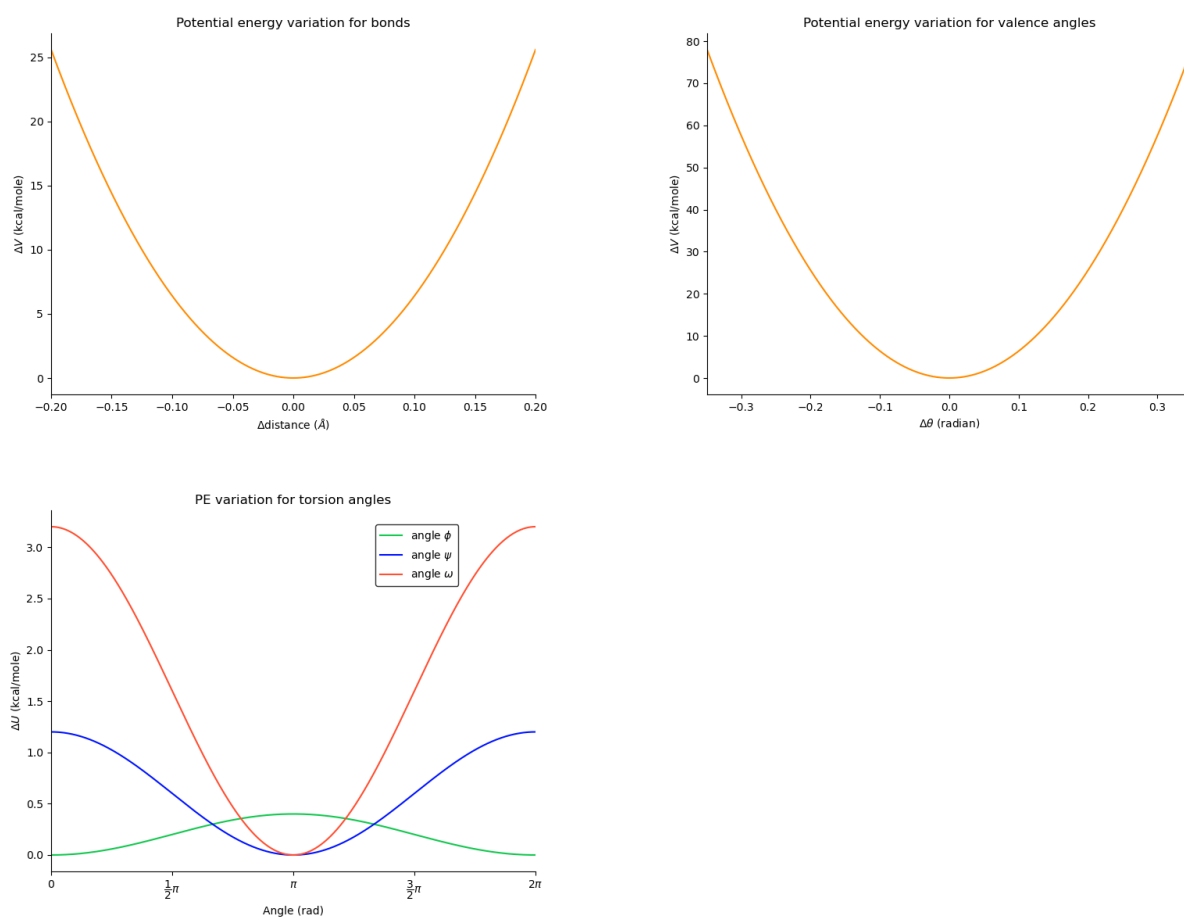 Potential energy variation for bonds
ΔV (kcal/mole)
25
20
15
10
5
0
−0.20 −0.15 −0.10 −0.05 0.00 0.05 0.10 0.15 0.20
Δdistance (Å)
Potential energy variation for valence angles
ΔV (kcal/mole)
80
70
60
50
40
30
20
10
0
−0.3 −0.2 −0.1 0.0 0.1 0.2 0.3
Δθ (radian)
PE variation for torsion angles
angle ϕ
angle ψ
angle ω
ΔU (kcal/mole)
3.0
2.5
2.0
1.5
1.0
0.5
0.0
0 1/2π π 3/2π 2π
Angle (rad)